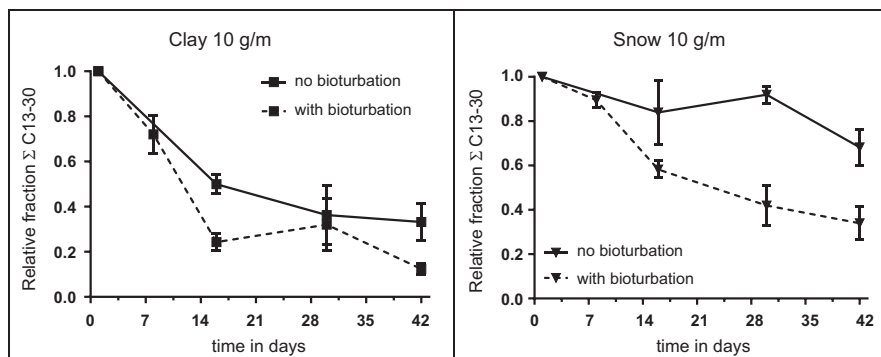 Clay 10 g/m
Relative fraction Σ C13-30
1.0
0.8
0.6
0.4
0.2
0.0
no bioturbation
with bioturbation
0 7 14 21 28 35 42
time in days
Snow 10 g/m
Relative fraction Σ C13-30
1.0
0.8
0.6
0.4
0.2
0.0
no bioturbation
with bioturbation
0 7 14 21 28 35 42
time in days